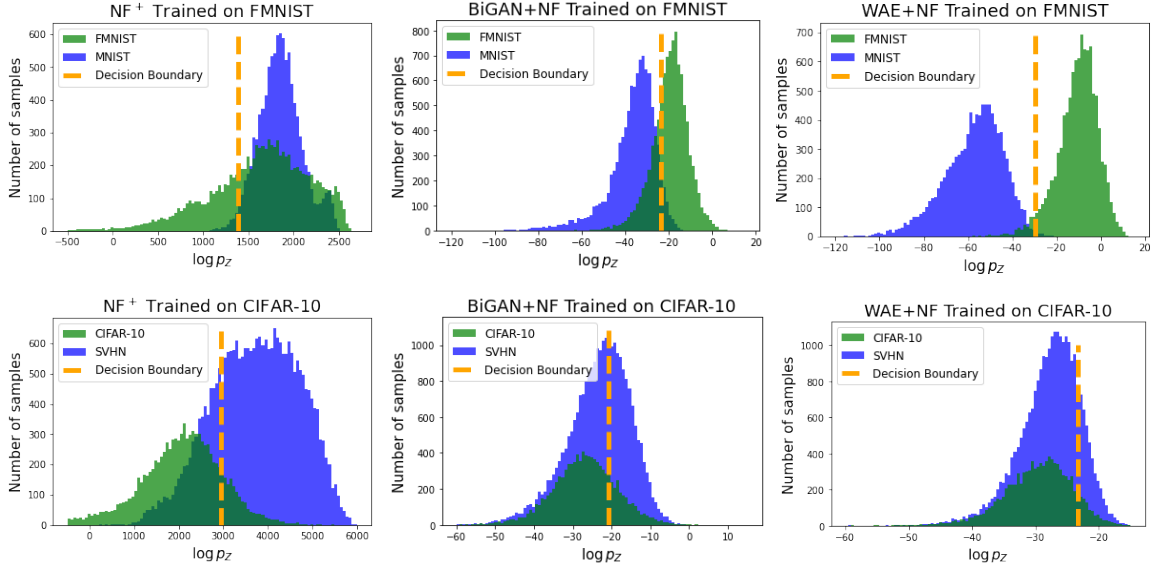 NF+ Trained on FMNIST
FMNIST
MNIST
Decision Boundary
Number of samples
600
500
400
300
200
100
0
−500 0 500 1000 1500 2000 2500
log pZ
BiGAN+NF Trained on FMNIST
FMNIST
MNIST
Decision Boundary
Number of samples
800
700
600
500
400
300
200
100
0
−120 −100 −80 −60 −40 −20 0 20
log pZ
WAE+NF Trained on FMNIST
FMNIST
MNIST
Decision Boundary
Number of samples
700
600
500
400
300
200
100
0
−120 −100 −80 −60 −40 −20 0 20
log pZ
NF+ Trained on CIFAR-10
CIFAR-10
SVHN
Decision Boundary
Number of samples
600
500
400
300
200
100
0
0 1000 2000 3000 4000 5000 6000
log pZ
BiGAN+NF Trained on CIFAR-10
CIFAR-10
SVHN
Decision Boundary
Number of samples
1000
800
600
400
200
0
−60 −50 −40 −30 −20 −10 0 10
log pZ
WAE+NF Trained on CIFAR-10
CIFAR-10
SVHN
Decision Boundary
Number of samples
1000
800
600
400
200
0
−60 −50 −40 −30 −20
log pZ